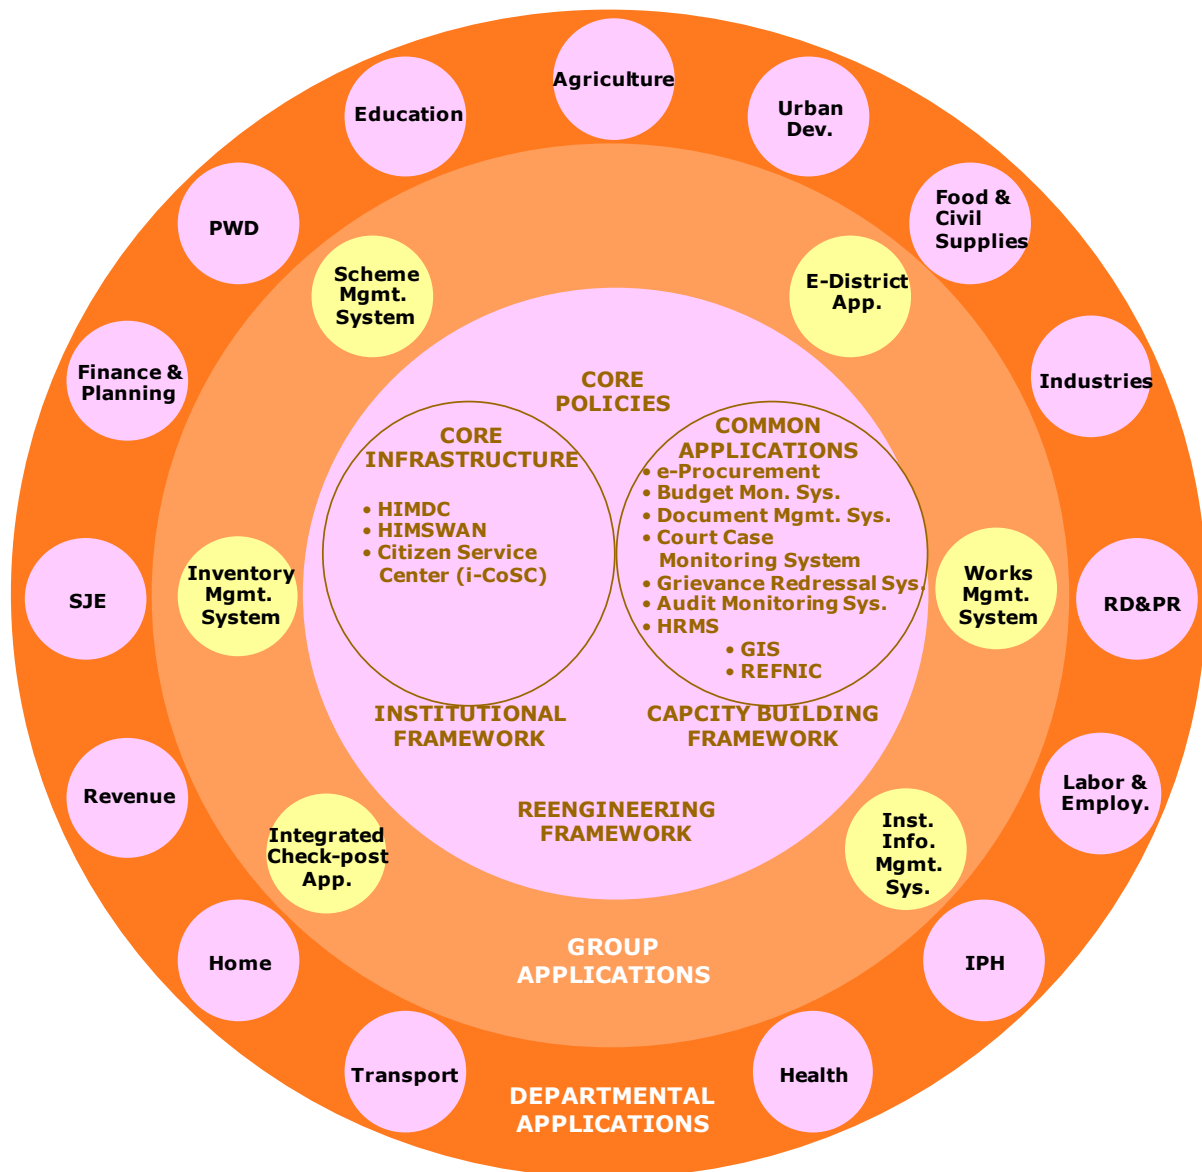 Agriculture
Education
Urban
Dev.
PWD
Food &
Civil
Supplies
Scheme
Mgmt.
System
E-District
App.
Finance &
Planning
Industries
CORE
POLICIES
CORE
INFRASTRUCTURE
• HIMDC
• HIMSWAN
• Citizen Service
Center (i-CoSC)
COMMON
APPLICATIONS
• e-Procurement
• Budget Mon. Sys.
• Document Mgmt. Sys.
• Court Case
Monitoring System
• Grievance Redressal Sys.
• Audit Monitoring Sys.
• HRMS
• GIS
• REFNIC
SJE
Inventory
Mgmt.
System
Works
Mgmt.
System
RD&PR
INSTITUTIONAL
FRAMEWORK
CAPCITY BUILDING
FRAMEWORK
Revenue
REENGINEERING
FRAMEWORK
Labor &
Employ.
Integrated
Check-post
App.
Inst.
Info.
Mgmt.
Sys.
Home
GROUP
APPLICATIONS
IPH
Transport
Health
DEPARTMENTAL
APPLICATIONS